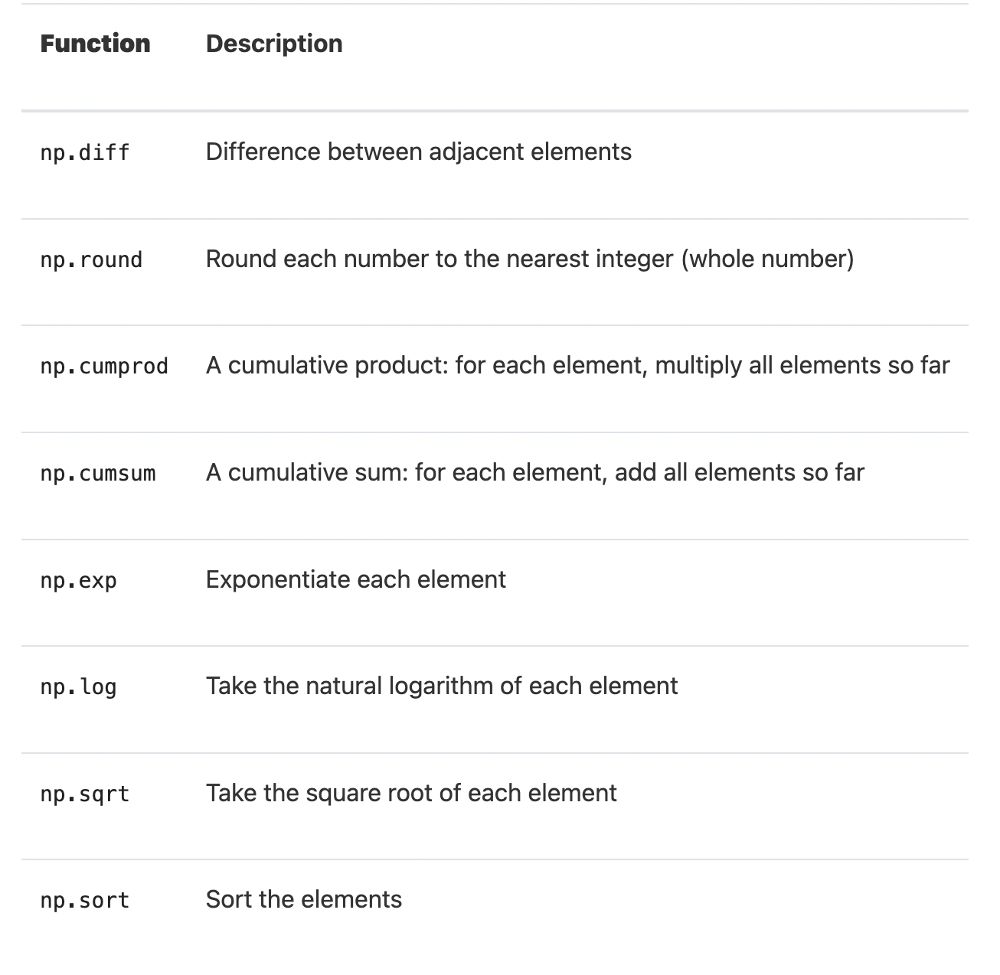 Function Description
np.diff Difference between adjacent elements
np.round Round each number to the nearest integer (whole number)
np.cumprod A cumulative product: for each element, multiply all elements so far
np.cumsum A cumulative sum: for each element, add all elements so far
np.exp Exponentiate each element
np.log Take the natural logarithm of each element
np.sqrt Take the square root of each element
np.sort Sort the elements